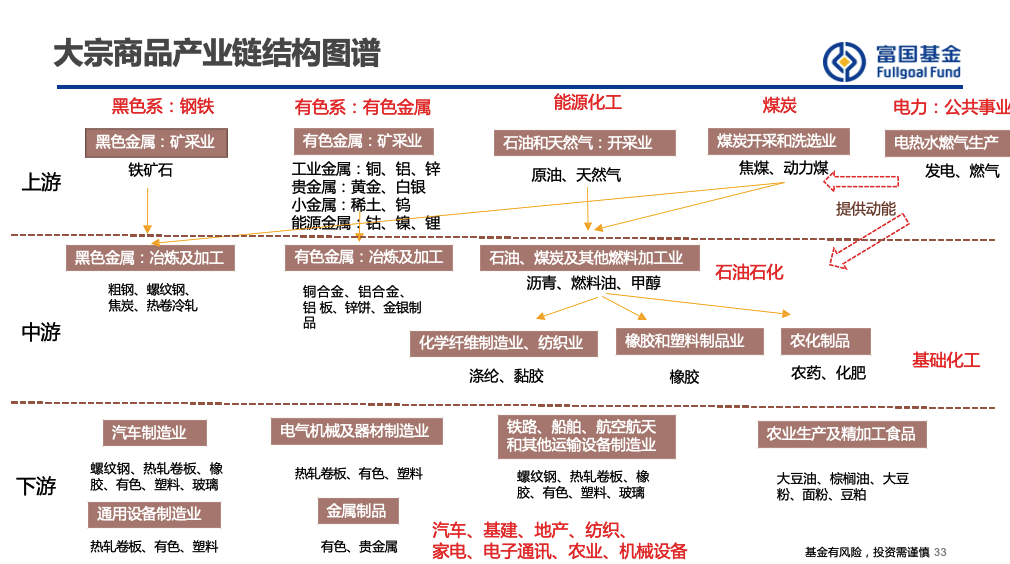 大宗商品产业链结构图谱
富国基金
Fullgoal Fund
黑色系：钢铁
有色系：有色金属
能源化工
煤炭
电力：公共事业
黑色金属：矿采业
有色金属：矿采业
石油和天然气：开采业
煤炭开采和洗选业
电热水燃气生产
上游
铁矿石
工业金属：铜、铝、锌
贵金属：黄金、白银
小金属：稀土、钨
能源金属：钴、镍、锂
原油、天然气
焦煤、动力煤
发电、燃气
提供动能
黑色金属：冶炼及加工
有色金属：冶炼及加工
石油、煤炭及其他燃料加工业
石油石化
中游
粗钢、螺纹钢、
焦炭、热卷冷轧
铜合金、铝合金、
铝 板、锌饼、金银制
品
沥青、燃料油、甲醇
化学纤维制造业、纺织业
橡胶和塑料制品业
农化制品
基础化工
涤纶、黏胶
橡胶
农药、化肥
下游
汽车制造业
电气机械及器材制造业
铁路、船舶、航空航天
和其他运输设备制造业
农业生产及精加工食品
螺纹钢、热轧卷板、橡
胶、有色、塑料、玻璃
热轧卷板、有色、塑料
螺纹钢、热轧卷板、橡
胶、有色、塑料、玻璃
大豆油、棕榈油、大豆
粉、面粉、豆粕
通用设备制造业
金属制品
热轧卷板、有色、塑料
有色、贵金属
汽车、基建、地产、纺织、
家电、电子通讯、农业、机械设备
基金有风险，投资需谨慎 33